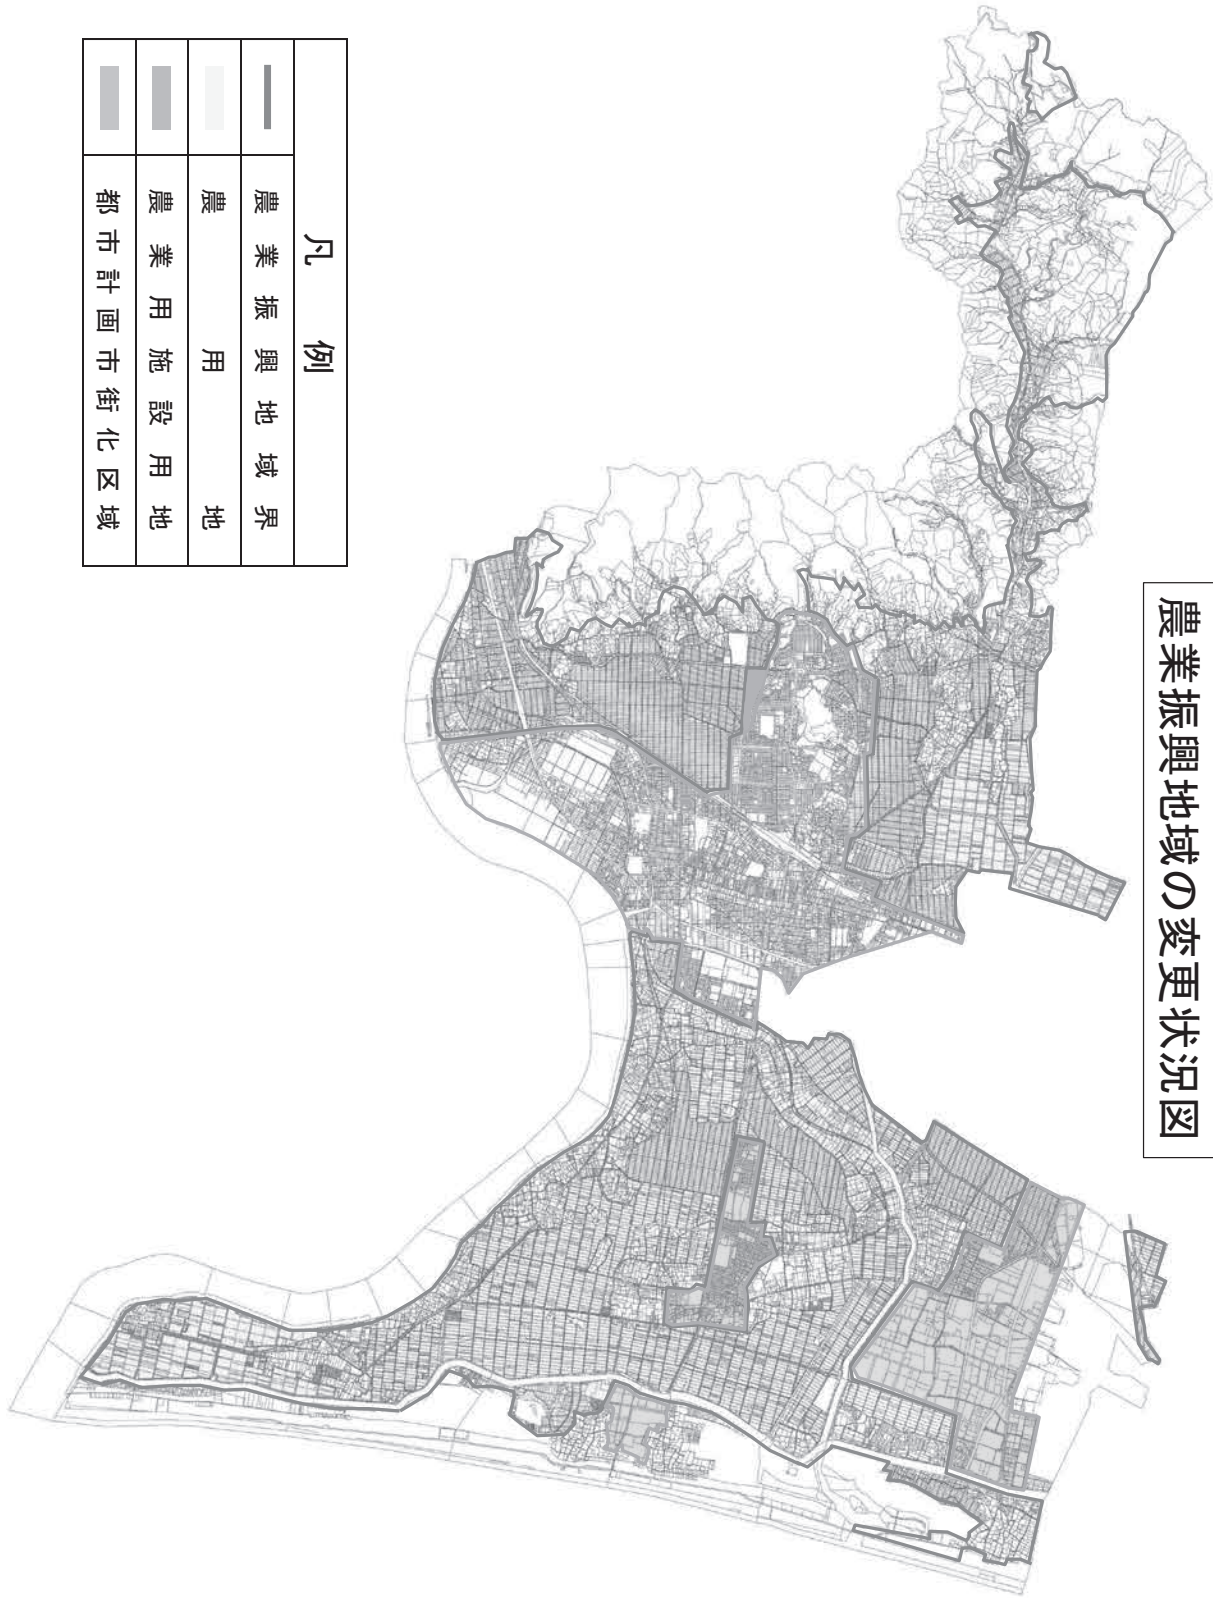 農業振興地域の変更状況図
凡例
農業振興地域界
農用地
農業用施設用地
都市計画市街化区域